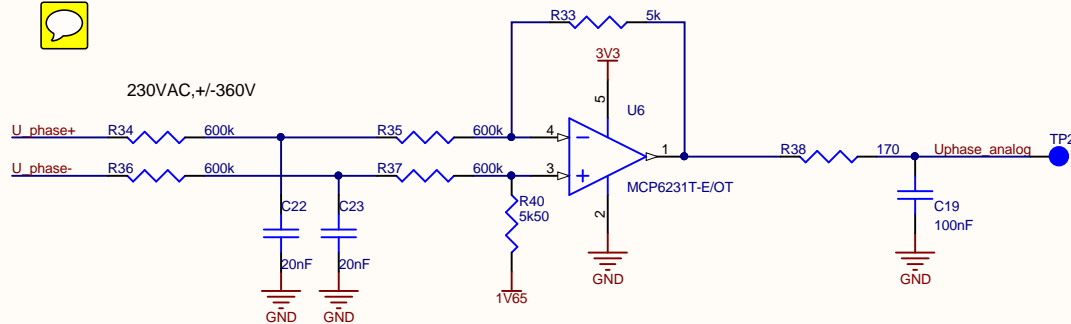 R33 5k
3V3
230VAC,+/-360V
5
U6
U_phase+ R34 600k R35 600k 4 1 R38 170 Uphase_analog TP2
U_phase- R36 600k R37 600k 3 MCP6231T-E/OT
R40
5k50
2
C22 C23 C19
100nF
20nF 20nF GND GND
1V65
GND GND